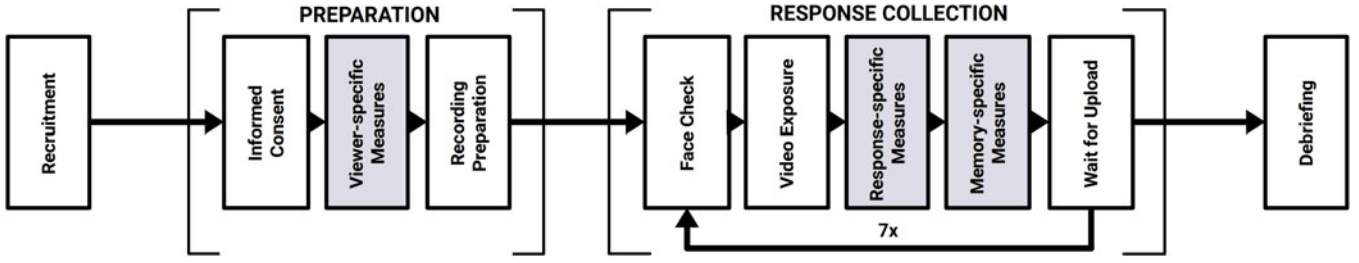 PREPARATION
RESPONSE COLLECTION
Recruitment
Informed
Consent
Viewer-specific
Measures
Recording
Preparation
Face Check
Video Exposure
Response-specific
Measures
Memory-specific
Measures
Wait for Upload
Debriefing
7x